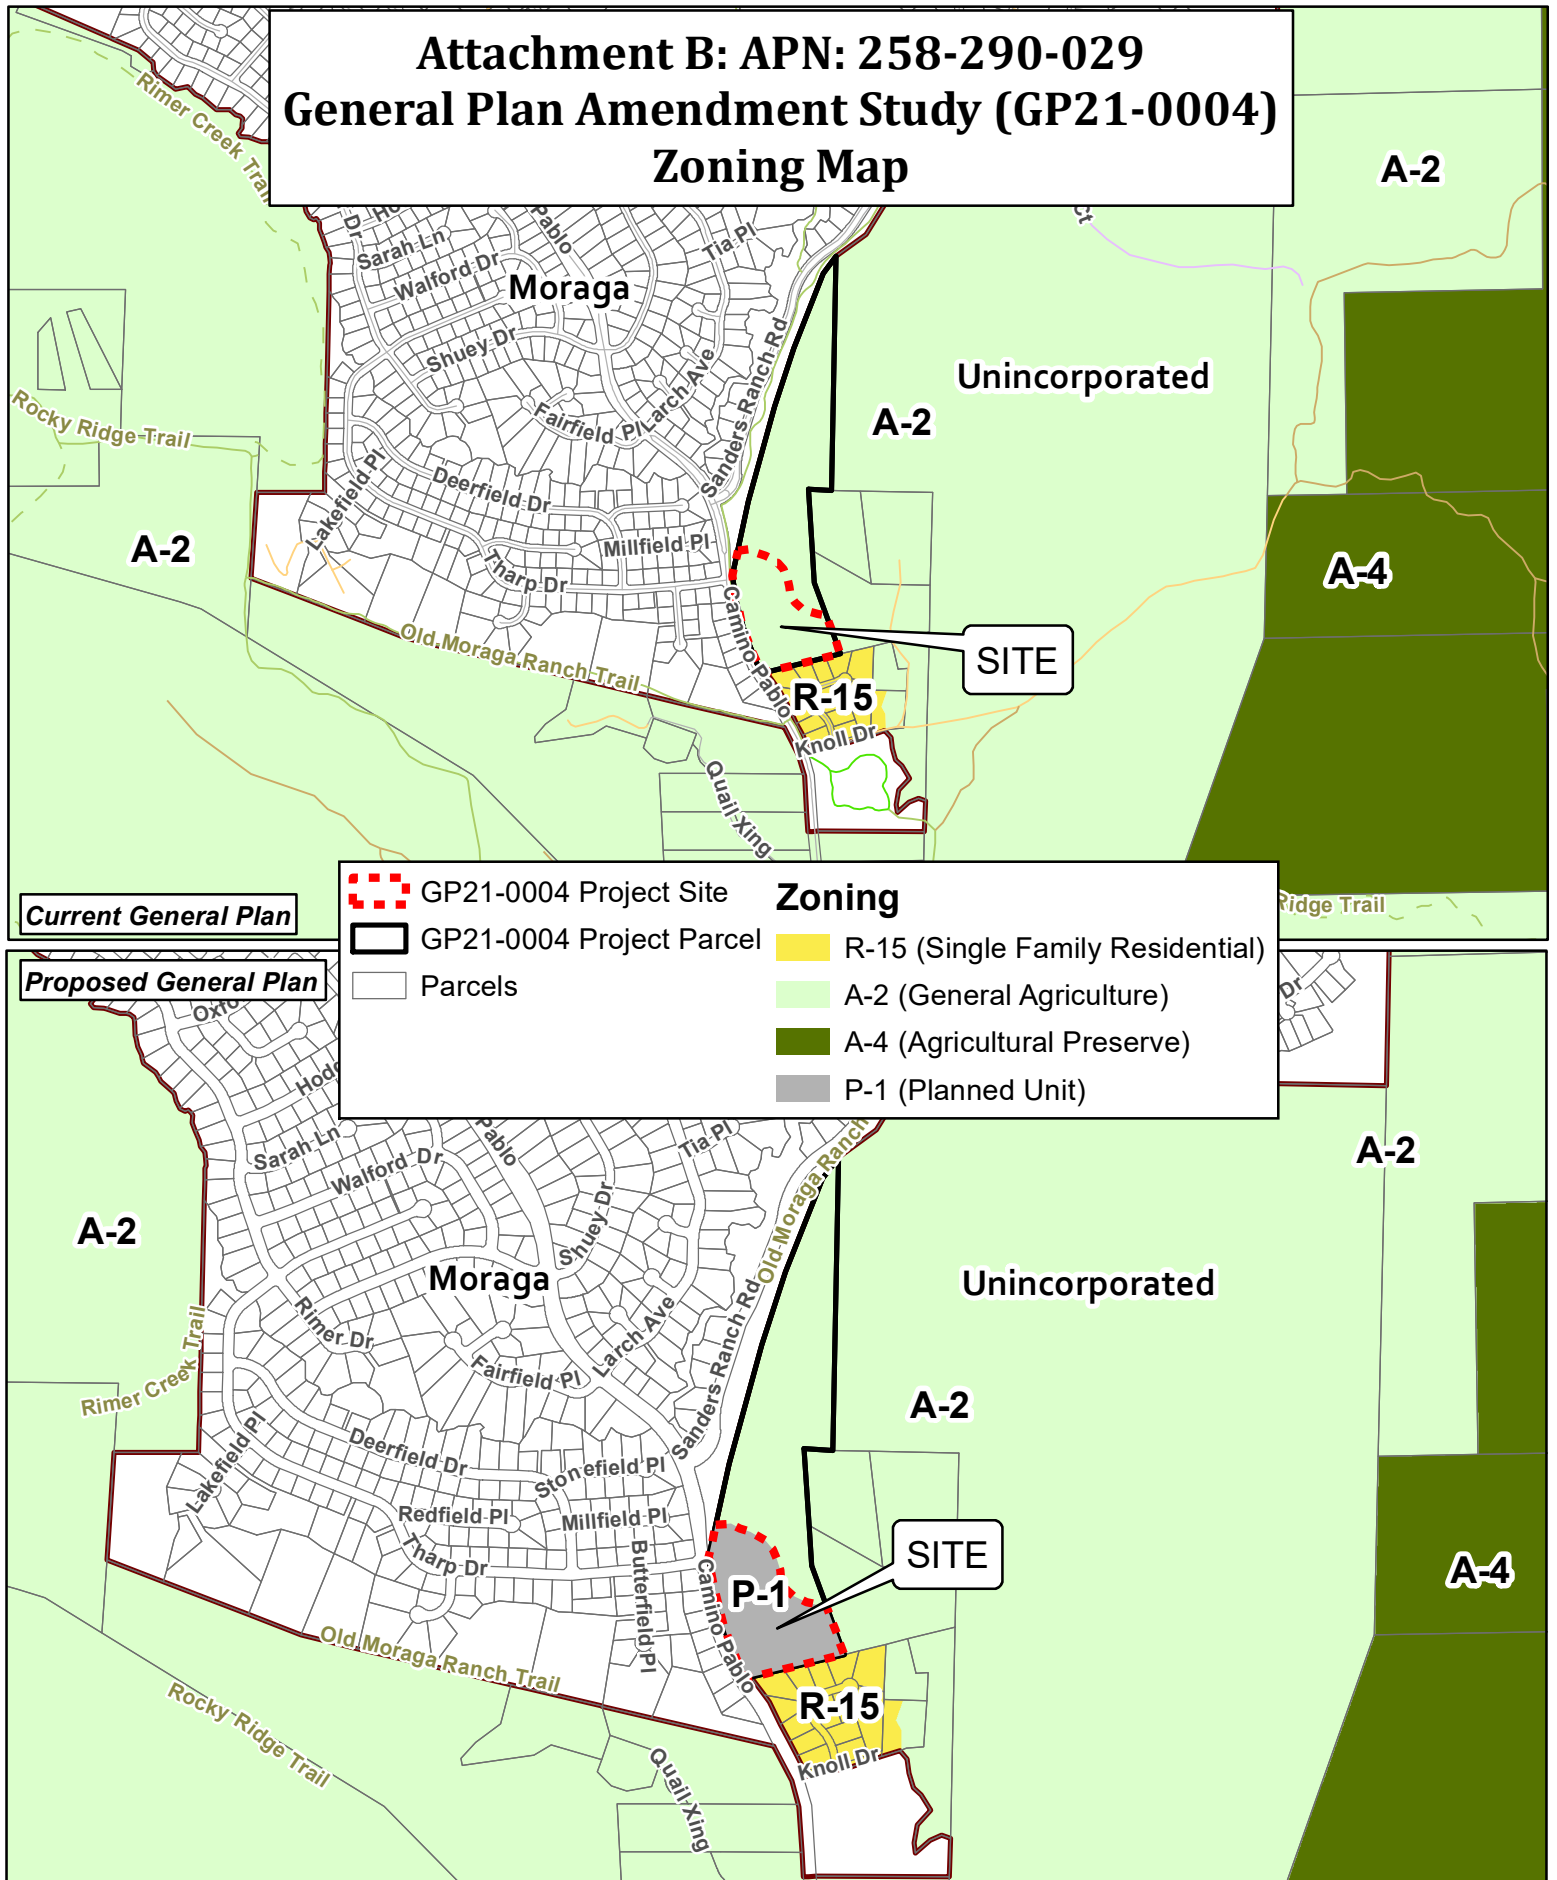 Attachment B: APN: 258-290-029
General Plan Amendment Study (GP21-0004)
Zoning Map
Rimer Creek Trail
A-2
Dr
Sarah Ln
Pablo
Tia Pl
Ct
Walford Dr
Moraga
Shuey Dr
Larch Ave
Sanders Ranch Rd
Unincorporated
Fairfield Pl
A-2
Rocky Ridge Trail
Deerfield Dr
Lakefield Pl
A-2
Millfield Pl
Tharp Dr
A-4
Camino Pablo
Old Moraga Ranch Trail
SITE
R-15
Knoll Dr
Quail Xing
Current General Plan
Ridge Trail
GP21-0004 Project Site
GP21-0004 Project Parcel
Parcels
Zoning
R-15 (Single Family Residential)
A-2 (General Agriculture)
A-4 (Agricultural Preserve)
P-1 (Planned Unit)
Proposed General Plan
Dr
Sarah Ln
Pablo
Tia Pl
Old Moraga Ranch
A-2
Walford Dr
A-2
Shuey Dr
Moraga
Unincorporated
Rimer Dr
Rimer Creek Trail
Larch Ave
Sanders Ranch Rd
Fairfield Pl
A-2
Deerfield Dr
Lakefield Pl
Stonefield Pl
Redfield Pl
Millfield Pl
Tharp Dr
Butterfield Pl
Camino Pablo
SITE
P-1
A-4
Old Moraga Ranch Trail
Rocky Ridge Trail
R-15
Knoll Dr
Quail Xing